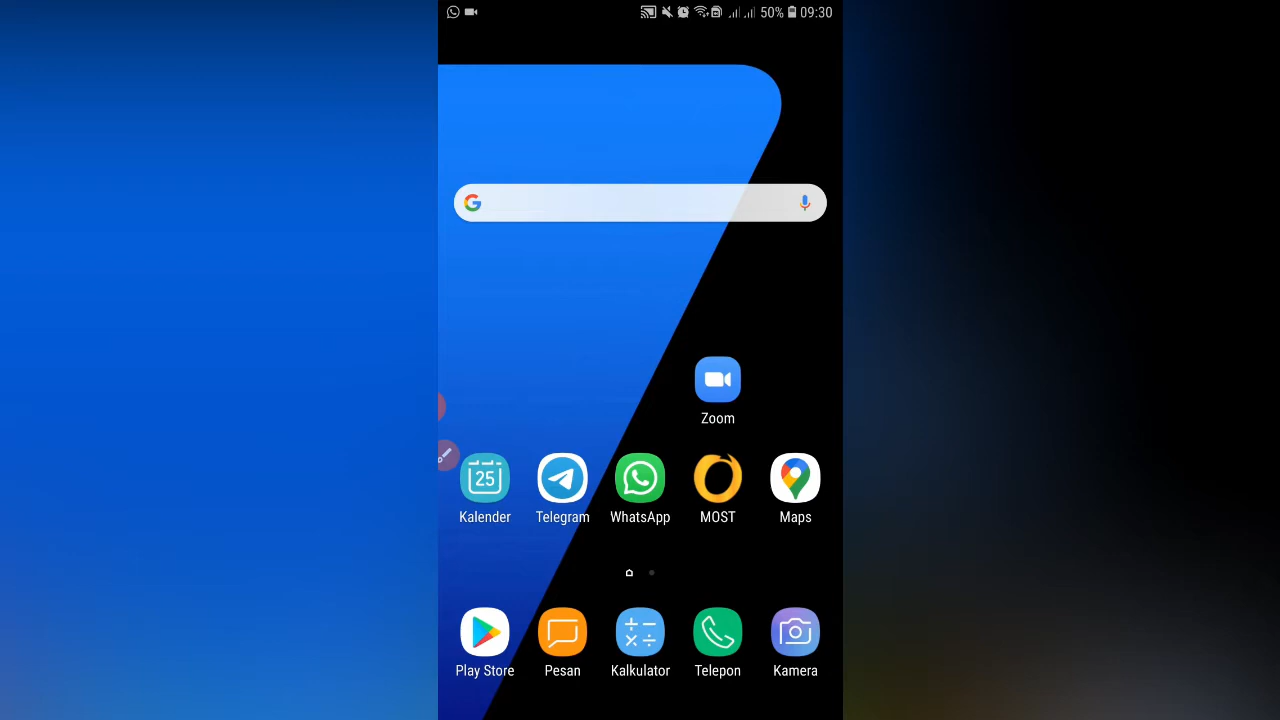 50% 09:30
G
Zoom
25
Kalender Telegram WhatsApp MOST Maps
Play Store Pesan Kalkulator Telepon Kamera